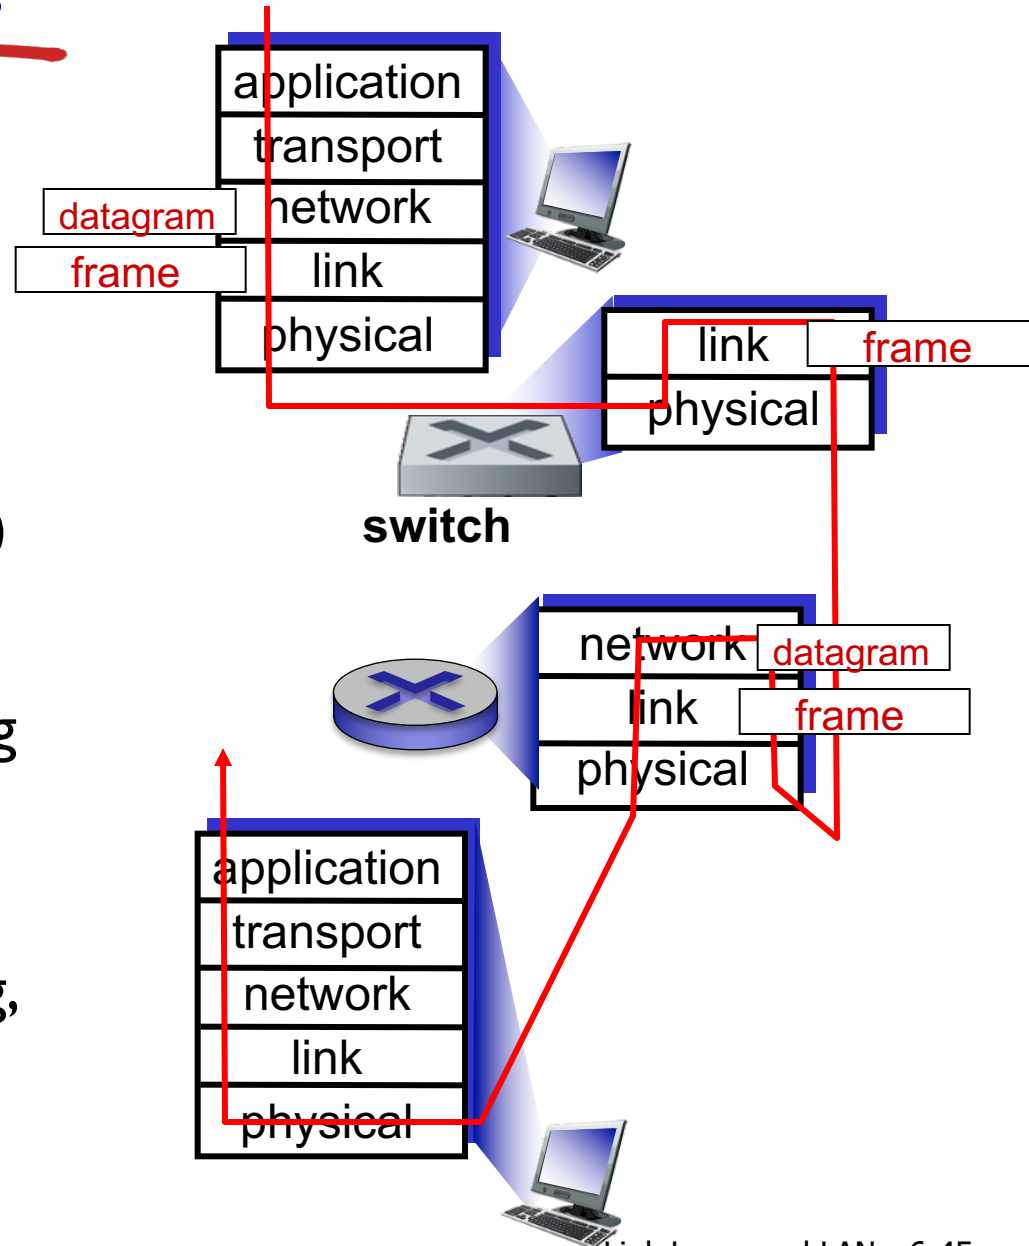 application
transport
datagram network
frame link
physical
link frame
physical
)
switch
network datagram
link frame
g
physical
application
transport
network
g,
link
physical